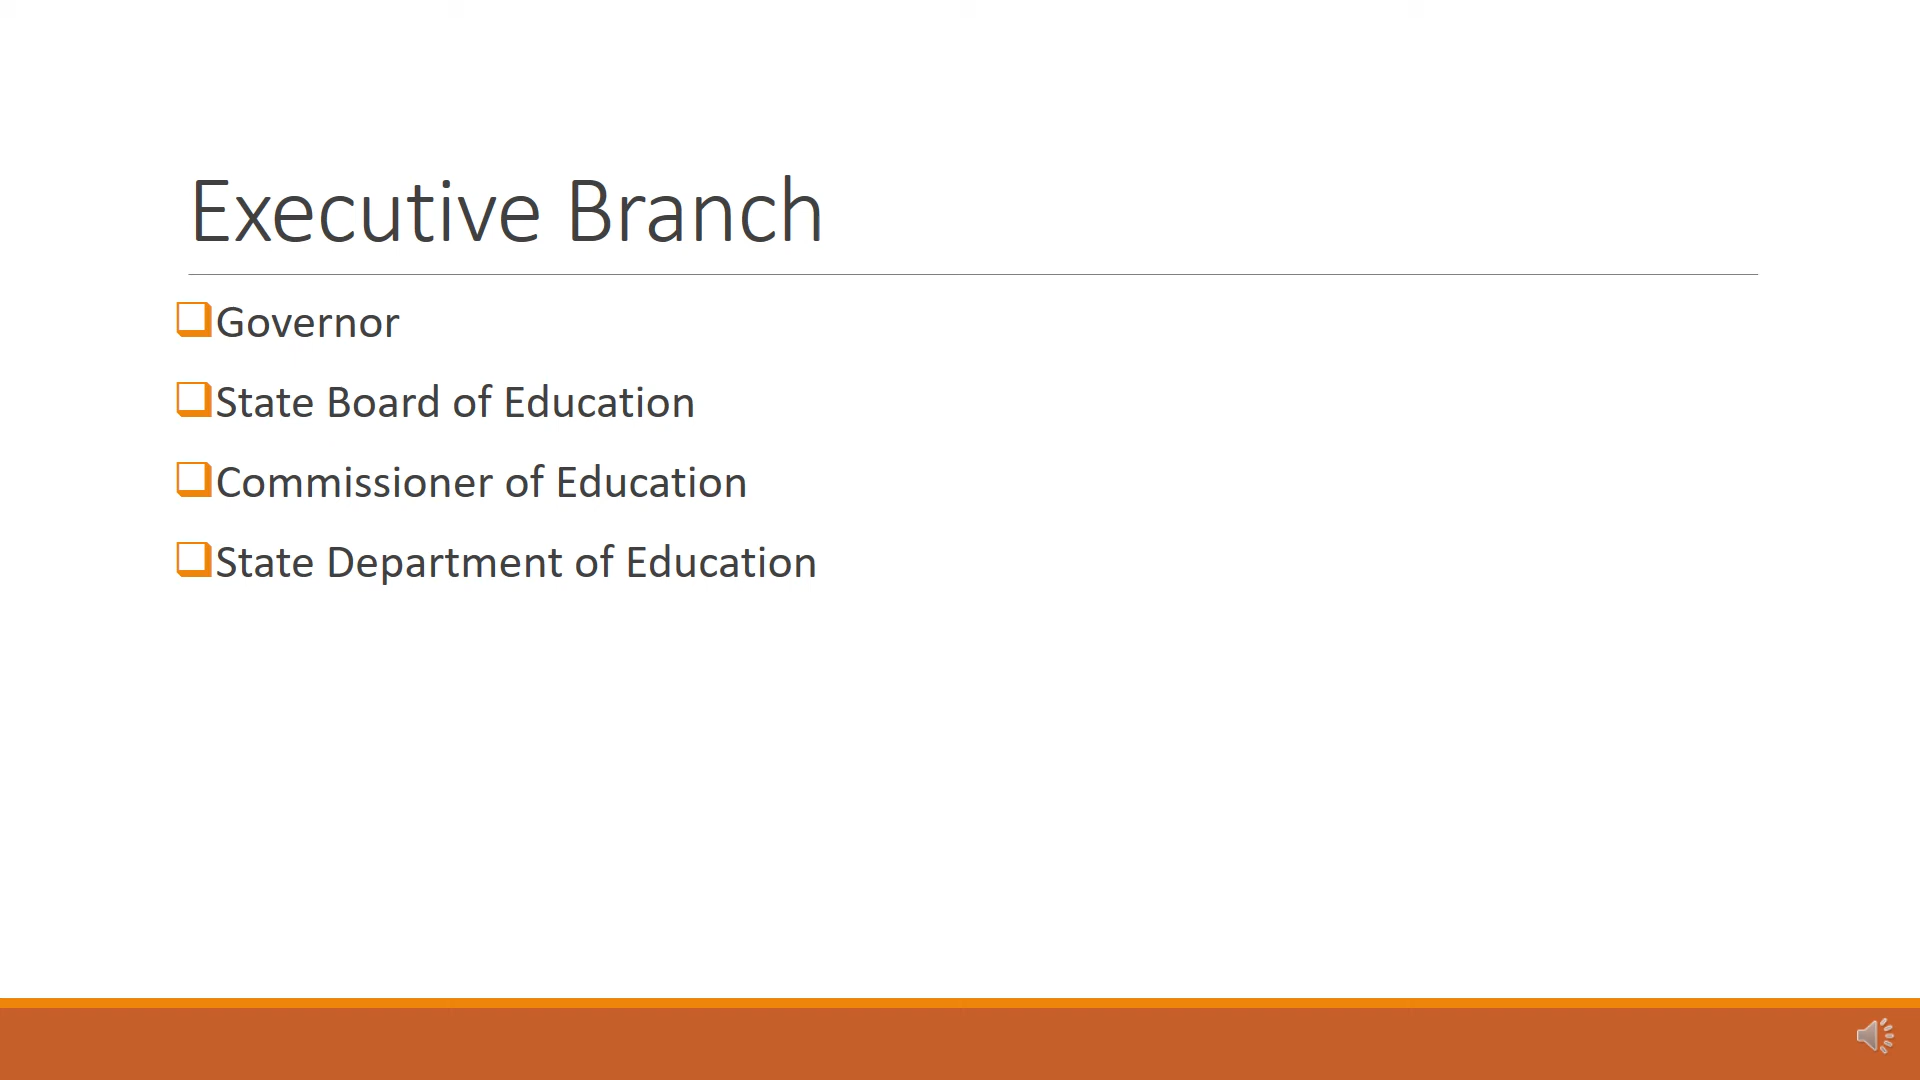 Executive Branch
Governor
State Board of Education
Commissioner of Education
State Department of Education